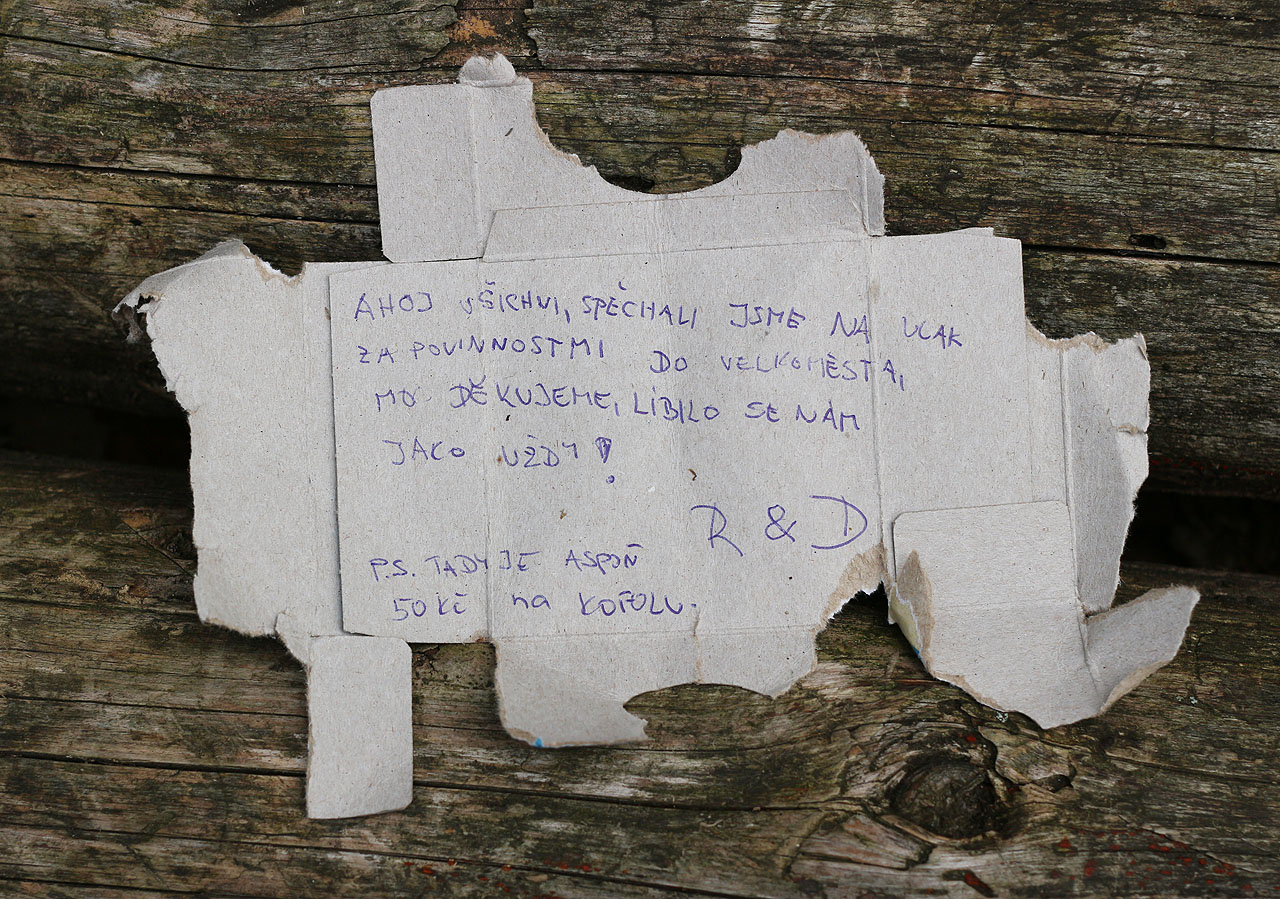 AHOJ VŠICHNI, SPĚCHALI JSME NA VLAK
ZA POVINNOSTMI DO VELKOMĚSTA,
MO DĚKUJEME, LÍBILO SE NÁM
JAKO VŽDY!
R & D
P.S. TADY JE ASPOŇ
50 KČ na KOFOLU.